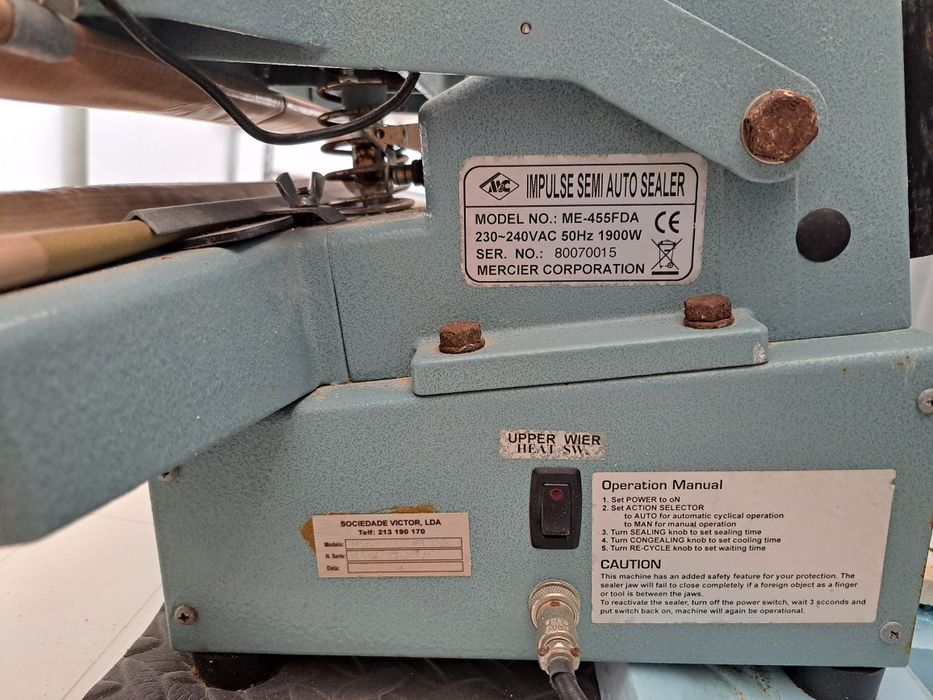 MC IMPULSE SEMI AUTO SEALER
MODEL NO.: ME-455FDA CE
230~240VAC 50Hz 1900W
SER. NO.: 80070015
MERCIER CORPORATION
UPPER WIER
HEAT SW.
Operation Manual
1. Set POWER to oN
2. Set ACTION SELECTOR
to AUTO for automatic cyclical operation
to MAN for manual operation
3. Turn SEALING knob to set sealing time
4. Turn CONGEALING knob to set cooling time
5. Turn RE-CYCLE knob to set waiting time
CAUTION
This machine has an added safety feature for your protection. The
sealer jaw will fail to close completely if a foreign object as a finger
or tool is between the jaws.
To reactivate the sealer, turn off the power switch, wait 3 seconds and
put switch back on, machine will again be operational.
SOCIEDADE VICTOR, LDA
Telf: 213 190 170
Modelo:
N. Serie:
Data: